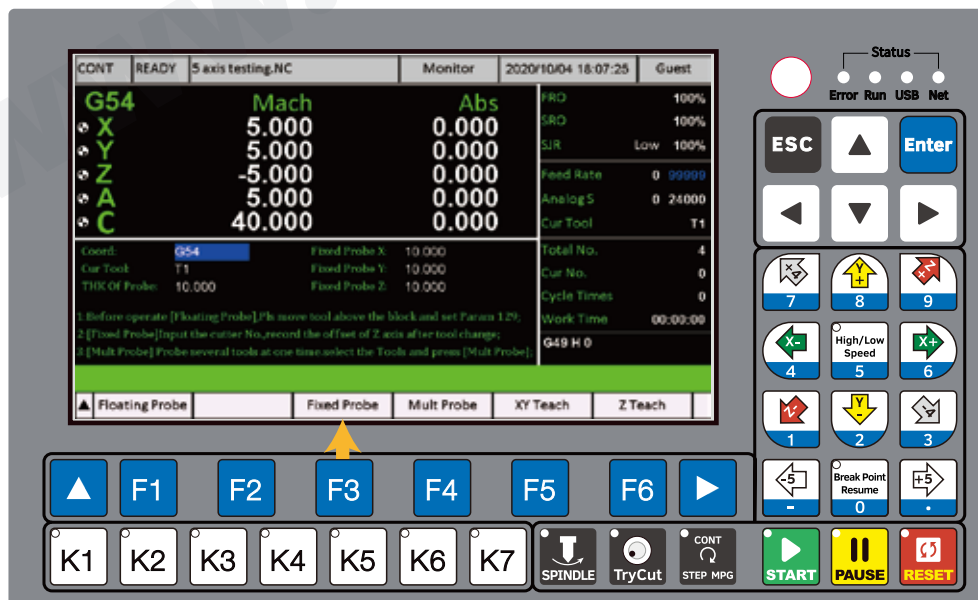 CONT READY 5 axis testing.NC Monitor 2020/10/04 18:07:25 Guest
G54 Mach Abs
X 5.000 0.000
Y 5.000 0.000
Z -5.000 0.000
A 5.000 0.000
C 40.000 0.000
FRO 100%
SRO 100%
SJR Low 100%
Feed Rate 0 99999
Analog S 0 24000
Cur Tool T1
Total No. 4
Cur No. 0
Cycle Times 0
Work Time 00:00:00
G49 H 0
Coord: G54 Fixed Probe X: 10.000
Cur Tool: T1 Fixed Probe Y: 10.000
THK Of Probe: 10.000 Fixed Probe Z: 10.000
1.Before operate [Floating Probe],Pls move tool above the block and set Param 129;
2.[Fixed Probe]Input the cutter No.,record the offset of Z axis after tool change;
3.[Mult Probe] Probe several tools at one time.select the Tools and press [Mult Probe];
▲ Floating Probe Fixed Probe Mult Probe XY Teach Z Teach
F1 F2 F3 F4 F5 F6
K1 K2 K3 K4 K5 K6 K7
SPINDLE TryCut CONT
STEP MPG
Status
Error Run USB Net
ESC Enter
7 Y+ 8 9
X- 4 High/Low Speed 5 X+ 6
1 Y- 2 3
-5 - Break Point Resume 0 +5 .
START PAUSE RESET